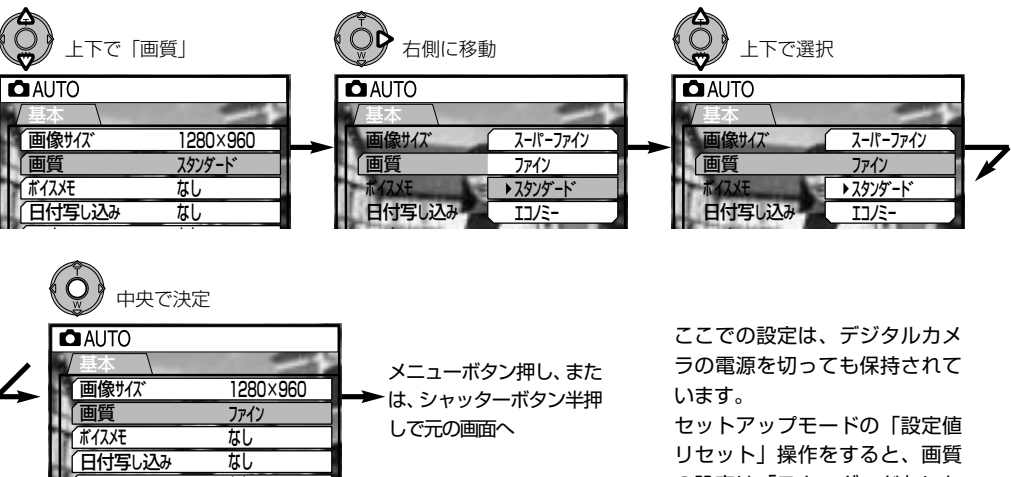 上下で「画質」
AUTO
基本
画像サイズ 1280×960
画質 スタンダード
ボイスメモ なし
日付写し込み なし
右側に移動
AUTO
基本
画像サイズ スーパーファイン
画質 ファイン
ボイスメモ ▶スタンダード
日付写し込み エコノミー
上下で選択
AUTO
基本
画像サイズ スーパーファイン
画質 ファイン
ボイスメモ ▶スタンダード
日付写し込み エコノミー
T
W
中央で決定
AUTO
基本
画像サイズ 1280×960
画質 ファイン
ボイスメモ なし
日付写し込み なし
メニューボタン押し、また
は、シャッターボタン半押
しで元の画面へ
ここでの設定は、デジタルカメ
ラの電源を切っても保持されて
います。
セットアップモードの「設定値
リセット」操作をすると、画質